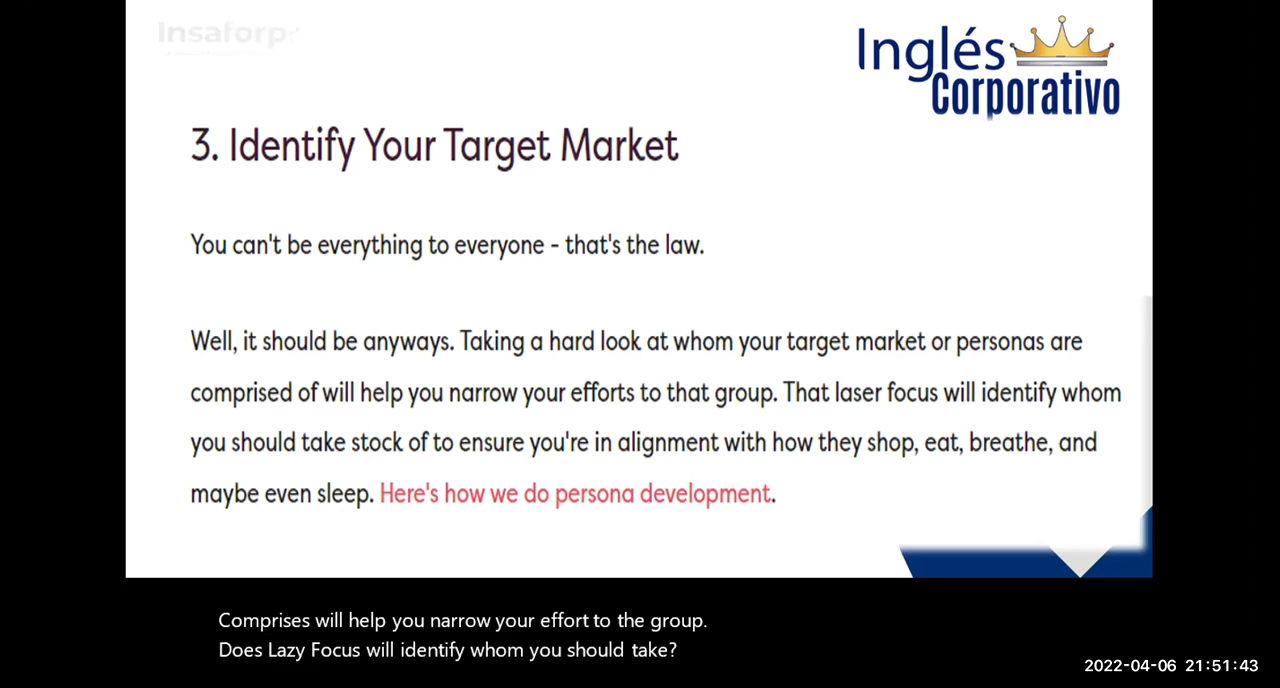 Insaforp
Inglés
Corporativo
3. Identify Your Target Market
You can't be everything to everyone - that's the law.
Well, it should be anyways. Taking a hard look at whom your target market or personas are
comprised of will help you narrow your efforts to that group. That laser focus will identify whom
you should take stock of to ensure you're in alignment with how they shop, eat, breathe, and
maybe even sleep. Here's how we do persona development.
Comprises will help you narrow your effort to the group.
Does Lazy Focus will identify whom you should take?
2022-04-06 21:51:43